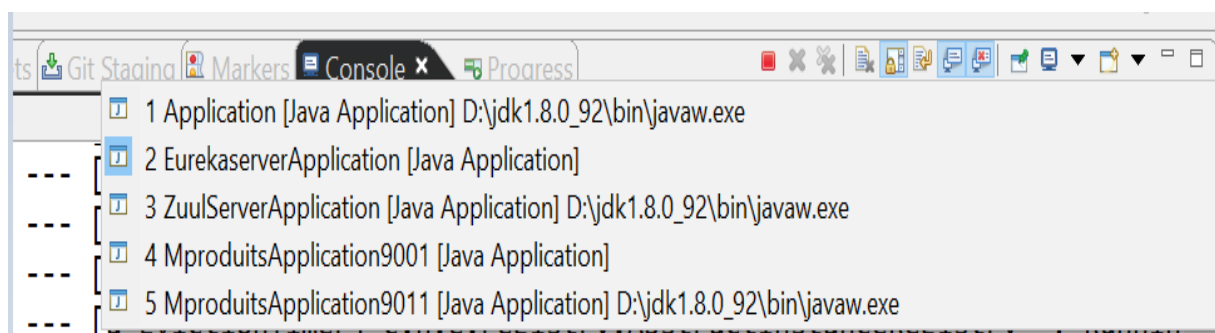 ts Git Staging Markers Console Progress
1 Application [Java Application] D:\jdk1.8.0_92\bin\javaw.exe
--- [ 2 EurekaserverApplication [Java Application]
--- [ 3 ZuulServerApplication [Java Application] D:\jdk1.8.0_92\bin\javaw.exe
--- [ 4 MproduitsApplication9001 [Java Application]
--- [ 5 MproduitsApplication9011 [Java Application] D:\jdk1.8.0_92\bin\javaw.exe